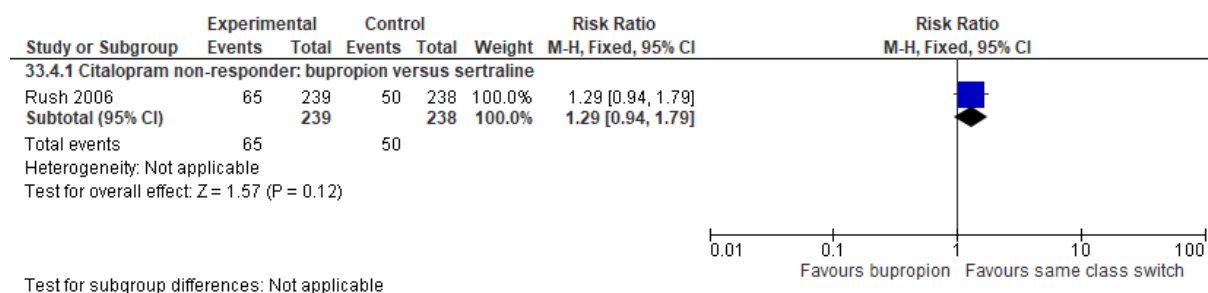 Experimental Control Risk Ratio Risk Ratio
Study or Subgroup Events Total Events Total Weight M-H, Fixed, 95% CI M-H, Fixed, 95% CI
33.4.1 Citalopram non-responder: bupropion versus sertraline
Rush 2006 65 239 50 238 100.0% 1.29 [0.94, 1.79]
Subtotal (95% CI) 239 238 100.0% 1.29 [0.94, 1.79]
Total events 65 50
Heterogeneity: Not applicable
Test for overall effect: Z = 1.57 (P = 0.12)
0.01 0.1 1 10 100
Favours bupropion Favours same class switch
Test for subgroup differences: Not applicable